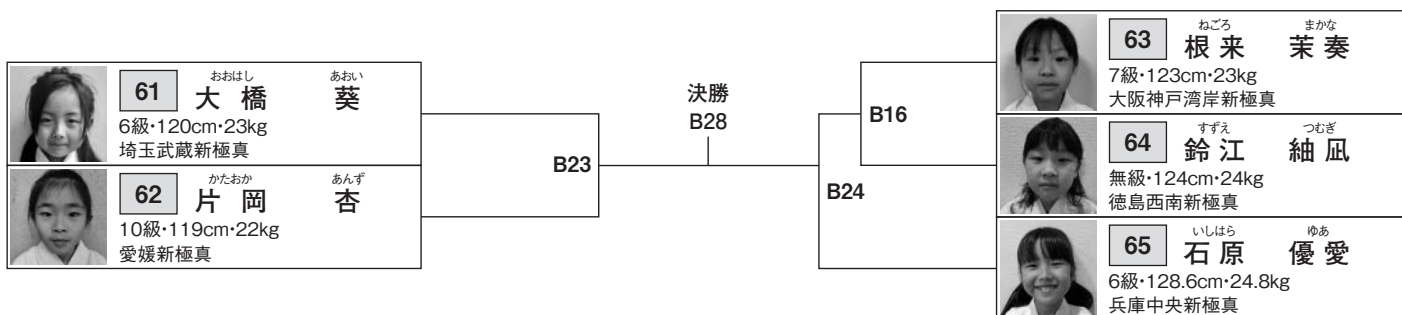 61
おおはし あおい
大橋 葵
6級・120cm・23kg
埼玉武蔵新極真
62
かたおか あんず
片岡 杏
10級・119cm・22kg
愛媛新極真
B23
決勝
B28
B16
B24
63
ねごろ まかな
根来 茉奏
7級・123cm・23kg
大阪神戸湾岸新極真
64
すずえ つむぎ
鈴江 紬凪
無級・124cm・24kg
徳島西南新極真
65
いしはら ゆあ
石原 優愛
6級・128.6cm・24.8kg
兵庫中央新極真